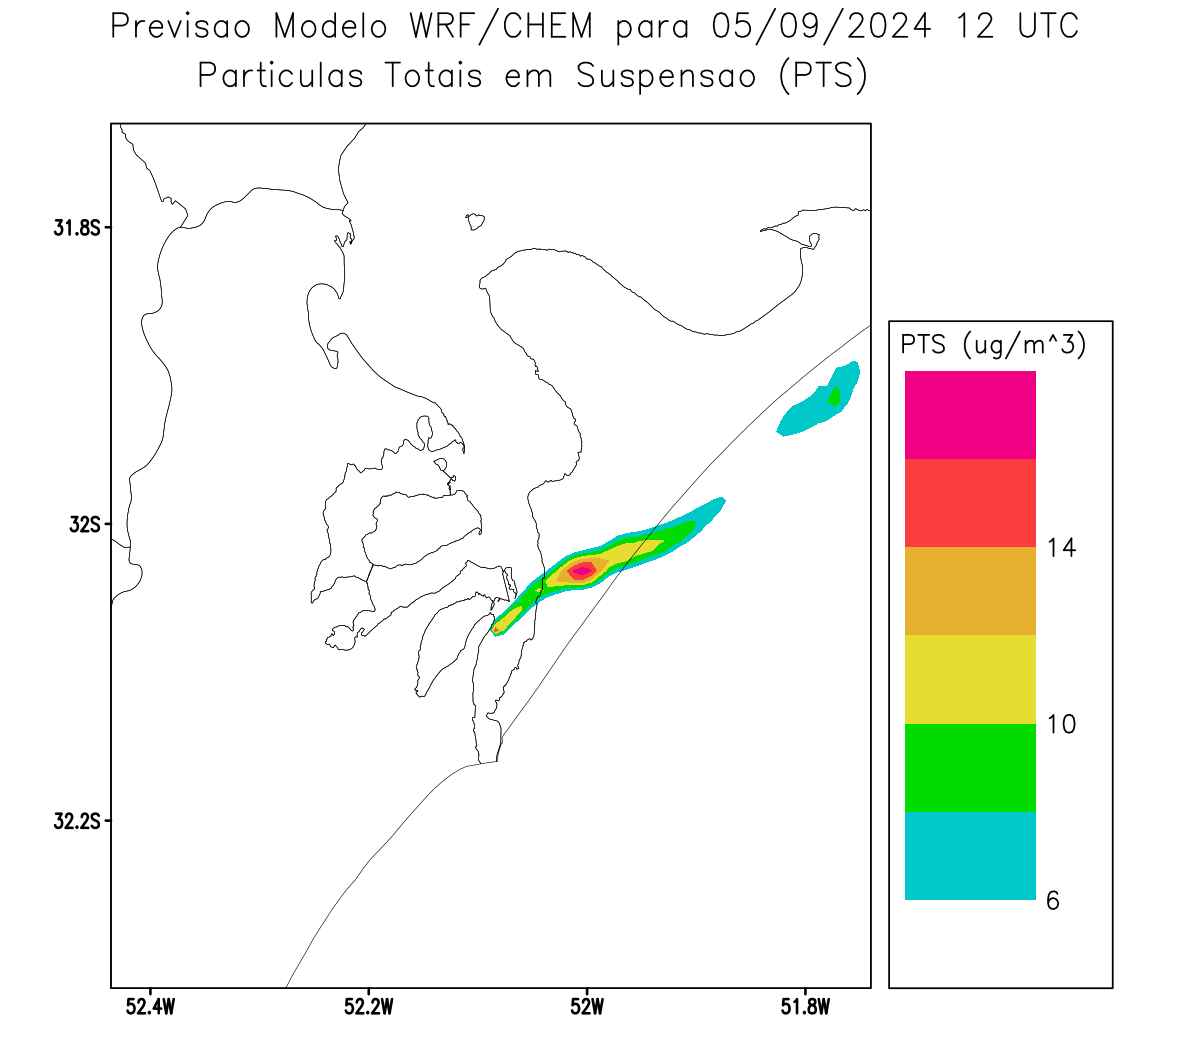 Previsao Modelo WRF/CHEM para 05/09/2024 12 UTC
Particulas Totais em Suspensao (PTS)
31.8S
32S
32.2S
52.4W
52.2W
52W
51.8W
PTS (ug/m^3)
14
10
6